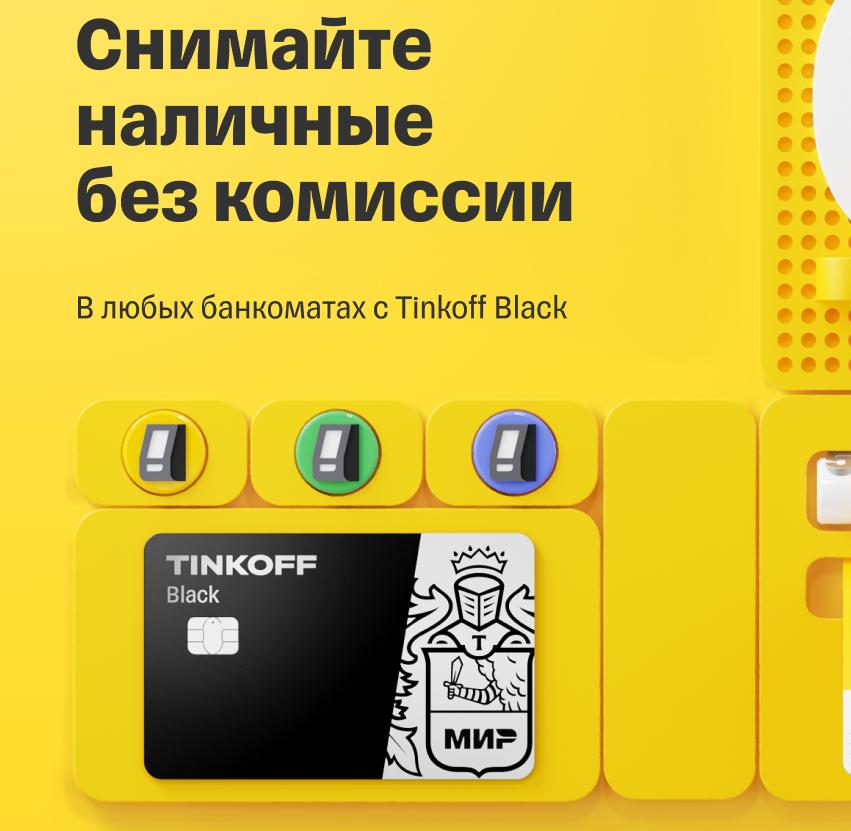 Снимайте
наличные
без комиссии
В любых банкоматах с Tinkoff Black
TINKOFF
Black
T
МИР